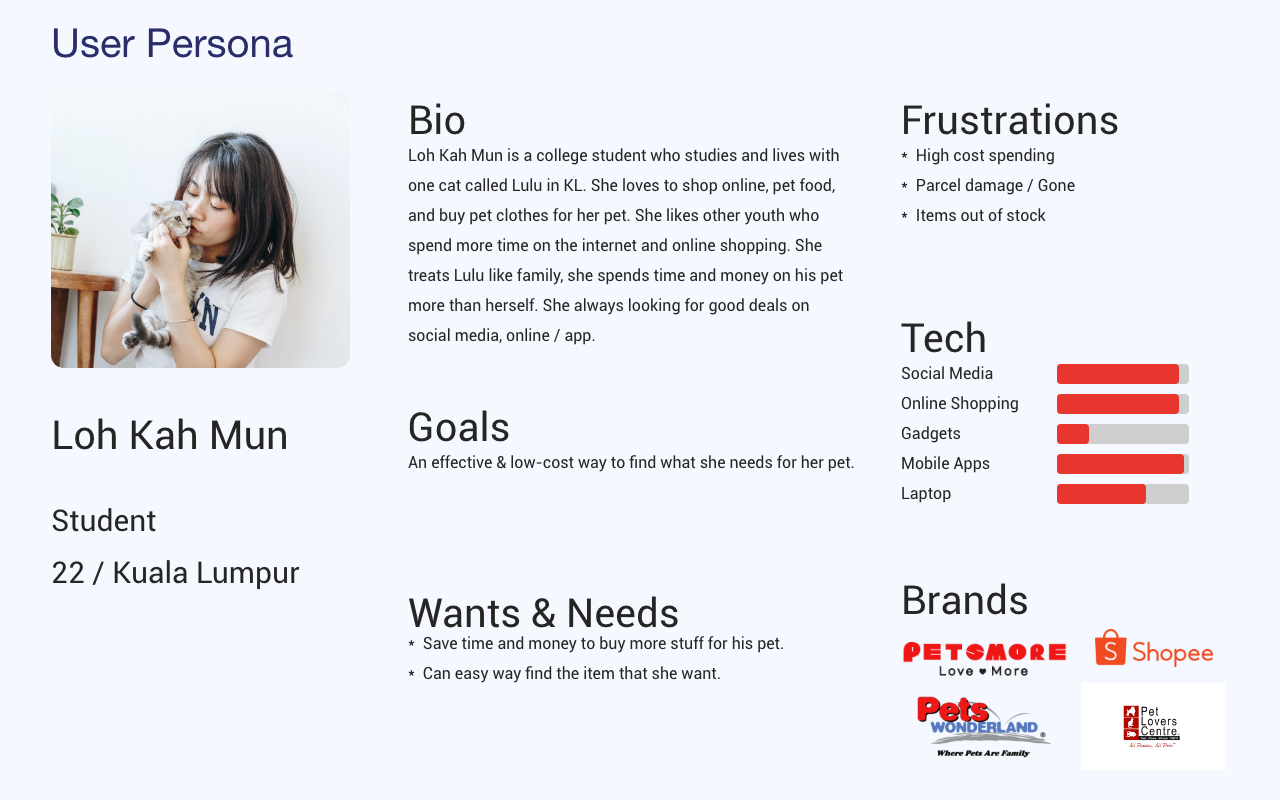 User Persona
Loh Kah Mun
Student
22 / Kuala Lumpur
Bio
Loh Kah Mun is a college student who studies and lives with
one cat called Lulu in KL. She loves to shop online, pet food,
and buy pet clothes for her pet. She likes other youth who
spend more time on the internet and online shopping. She
treats Lulu like family, she spends time and money on his pet
more than herself. She always looking for good deals on
social media, online / app.
Goals
An effective & low-cost way to find what she needs for her pet.
Wants & Needs
* Save time and money to buy more stuff for his pet.
* Can easy way find the item that she want.
Frustrations
* High cost spending
* Parcel damage / Gone
* Items out of stock
Tech
Social Media
Online Shopping
Gadgets
Mobile Apps
Laptop
Brands
PETSMORE
Love ♥ More
S Shopee
Pets
WONDERLAND ®
Where Pets Are Family
Pet
Lovers
Centre
All Passion. All Pets™